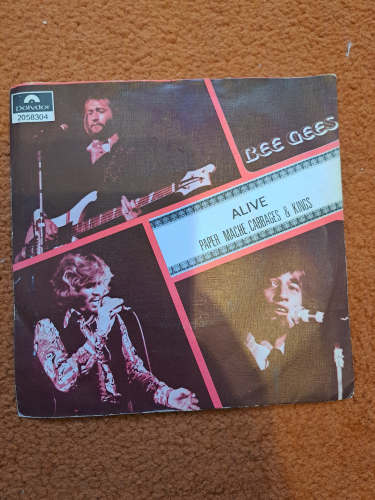 polydor
2058304
BEE GEES
ALIVE
PAPER MACHE, CABBAGES & KINGS